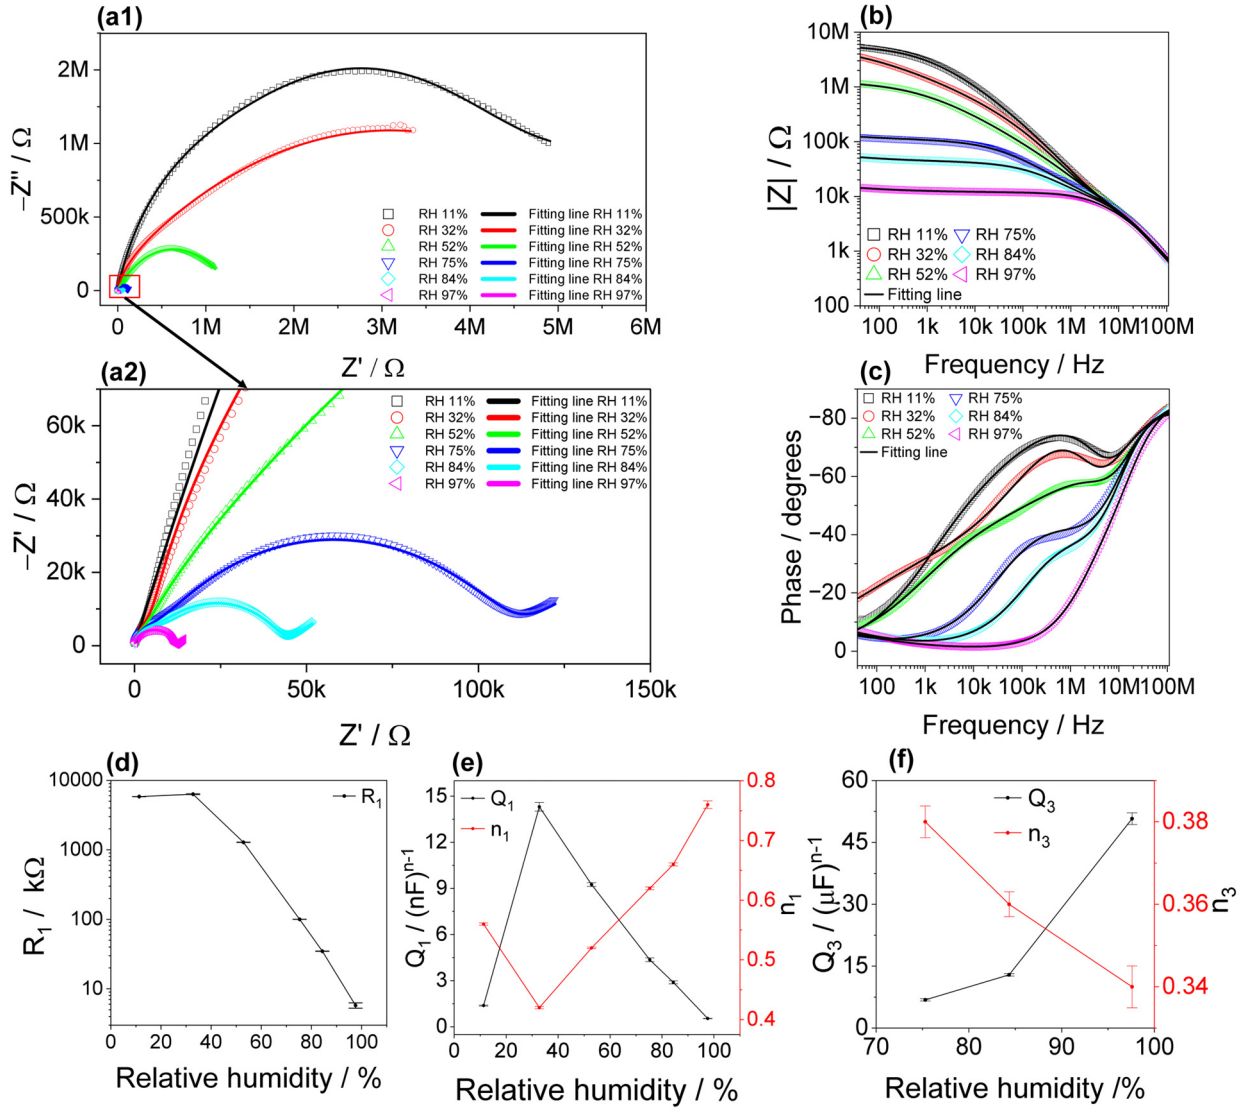 (a1)
−Z'' / Ω
2M
1M
500k
0
0 1M 2M 3M 4M 5M 6M
Z' / Ω
RH 11% Fitting line RH 11%
RH 32% Fitting line RH 32%
RH 52% Fitting line RH 52%
RH 75% Fitting line RH 75%
RH 84% Fitting line RH 84%
RH 97% Fitting line RH 97%
(b)
|Z| / Ω
10M
1M
100k
10k
1k
100
RH 11% RH 75%
RH 32% RH 84%
RH 52% RH 97%
Fitting line
100 1k 10k 100k 1M 10M 100M
Frequency / Hz
(a2)
−Z' / Ω
60k
40k
20k
0
0 50k 100k 150k
Z' / Ω
RH 11% Fitting line RH 11%
RH 32% Fitting line RH 32%
RH 52% Fitting line RH 52%
RH 75% Fitting line RH 75%
RH 84% Fitting line RH 84%
RH 97% Fitting line RH 97%
(c)
Phase / degrees
−80
−60
−40
−20
0
RH 11% RH 75%
RH 32% RH 84%
RH 52% RH 97%
Fitting line
100 1k 10k 100k 1M 10M 100M
Frequency / Hz
(d)
R₁ / kΩ
10000
1000
100
10
R₁
0 20 40 60 80 100
Relative humidity / %
(e)
Q₁ / (nF)ⁿ⁻¹
15
12
9
6
3
0
Q₁
n₁
0.8
0.7
0.6
0.5
0.4
n₁
0 20 40 60 80 100
Relative humidity / %
(f)
Q₃ / (μF)ⁿ⁻¹
60
45
30
15
0
Q₃
n₃
0.38
0.36
0.34
n₃
70 80 90 100
Relative humidity /%